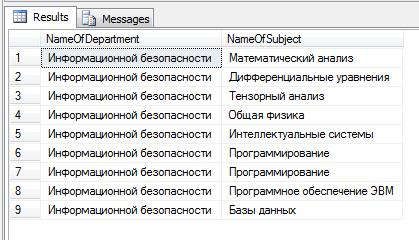 Results Messages
NameOfDepartment NameOfSubject
1 Информационной безопасности Математический анализ
2 Информационной безопасности Дифференциальные уравнения
3 Информационной безопасности Тензорный анализ
4 Информационной безопасности Общая физика
5 Информационной безопасности Интеллектуальные системы
6 Информационной безопасности Программирование
7 Информационной безопасности Программирование
8 Информационной безопасности Программное обеспечение ЭВМ
9 Информационной безопасности Базы данных